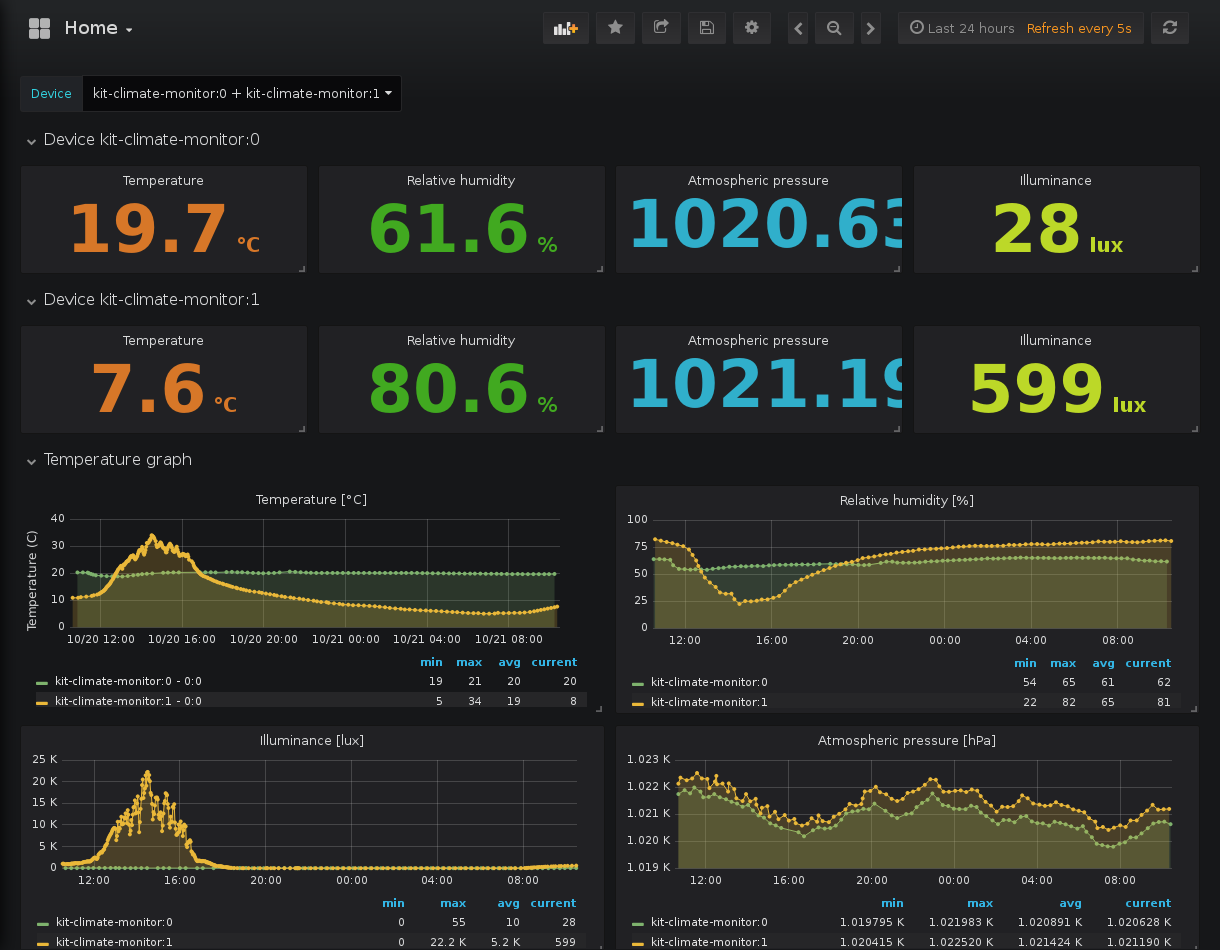 Home
Last 24 hours Refresh every 5s
Device kit-climate-monitor:0 + kit-climate-monitor:1
Device kit-climate-monitor:0
Temperature
19.7 °C
Relative humidity
61.6 %
Atmospheric pressure
1020.63
Illuminance
28 lux
Device kit-climate-monitor:1
Temperature
7.6 °C
Relative humidity
80.6 %
Atmospheric pressure
1021.19
Illuminance
599 lux
Temperature graph
Temperature [°C]
Temperature (C)
40
30
20
10
0
10/20 12:00 10/20 16:00 10/20 20:00 10/21 00:00 10/21 04:00 10/21 08:00
min max avg current
kit-climate-monitor:0 - 0:0 19 21 20 20
kit-climate-monitor:1 - 0:0 5 34 19 8
Relative humidity [%]
100
75
50
25
0
12:00 16:00 20:00 00:00 04:00 08:00
min max avg current
kit-climate-monitor:0 54 65 61 62
kit-climate-monitor:1 22 82 65 81
Illuminance [lux]
25 K
20 K
15 K
10 K
5 K
0
12:00 16:00 20:00 00:00 04:00 08:00
min max avg current
kit-climate-monitor:0 0 55 10 28
kit-climate-monitor:1 0 22.2 K 5.2 K 599
Atmospheric pressure [hPa]
1.023 K
1.022 K
1.021 K
1.020 K
1.019 K
12:00 16:00 20:00 00:00 04:00 08:00
min max avg current
kit-climate-monitor:0 1.019795 K 1.021983 K 1.020891 K 1.020628 K
kit-climate-monitor:1 1.020415 K 1.022520 K 1.021424 K 1.021190 K